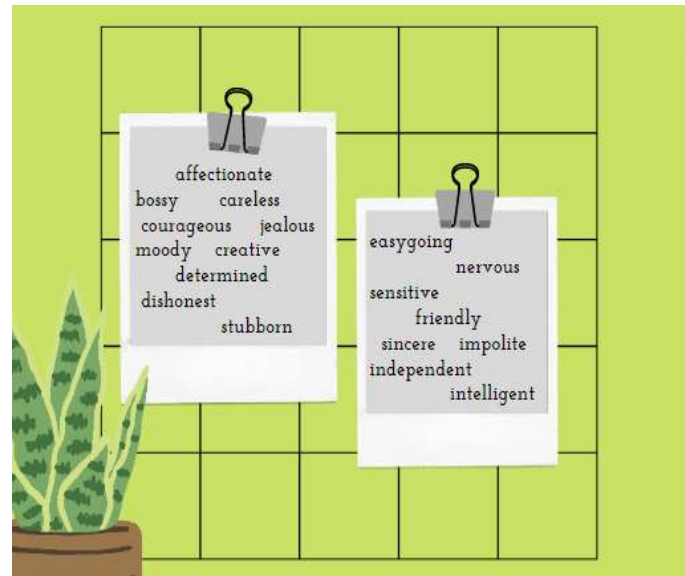 affectionate
bossy careless
courageous jealous
moody creative
determined
dishonest
stubborn
easygoing
nervous
sensitive
friendly
sincere impolite
independent
intelligent